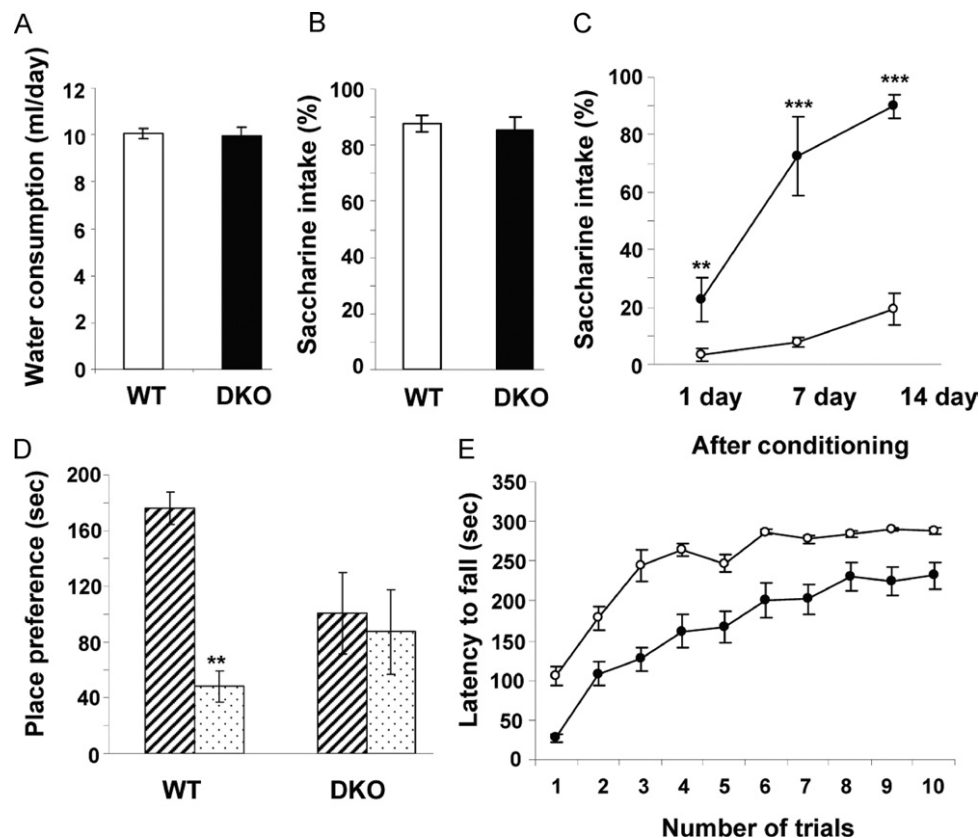 A
Water consumption (ml/day)
12
10
8
6
4
2
0
WT DKO
B
Saccharine intake (%)
100
80
60
40
20
0
WT DKO
C
Saccharine intake (%)
100
80
60
40
20
0
**
***
***
1 day 7 day 14 day
After conditioning
D
Place preference (sec)
200
160
120
80
40
0
**
WT DKO
E
Latency to fall (sec)
350
300
250
200
150
100
50
0
1 2 3 4 5 6 7 8 9 10
Number of trials